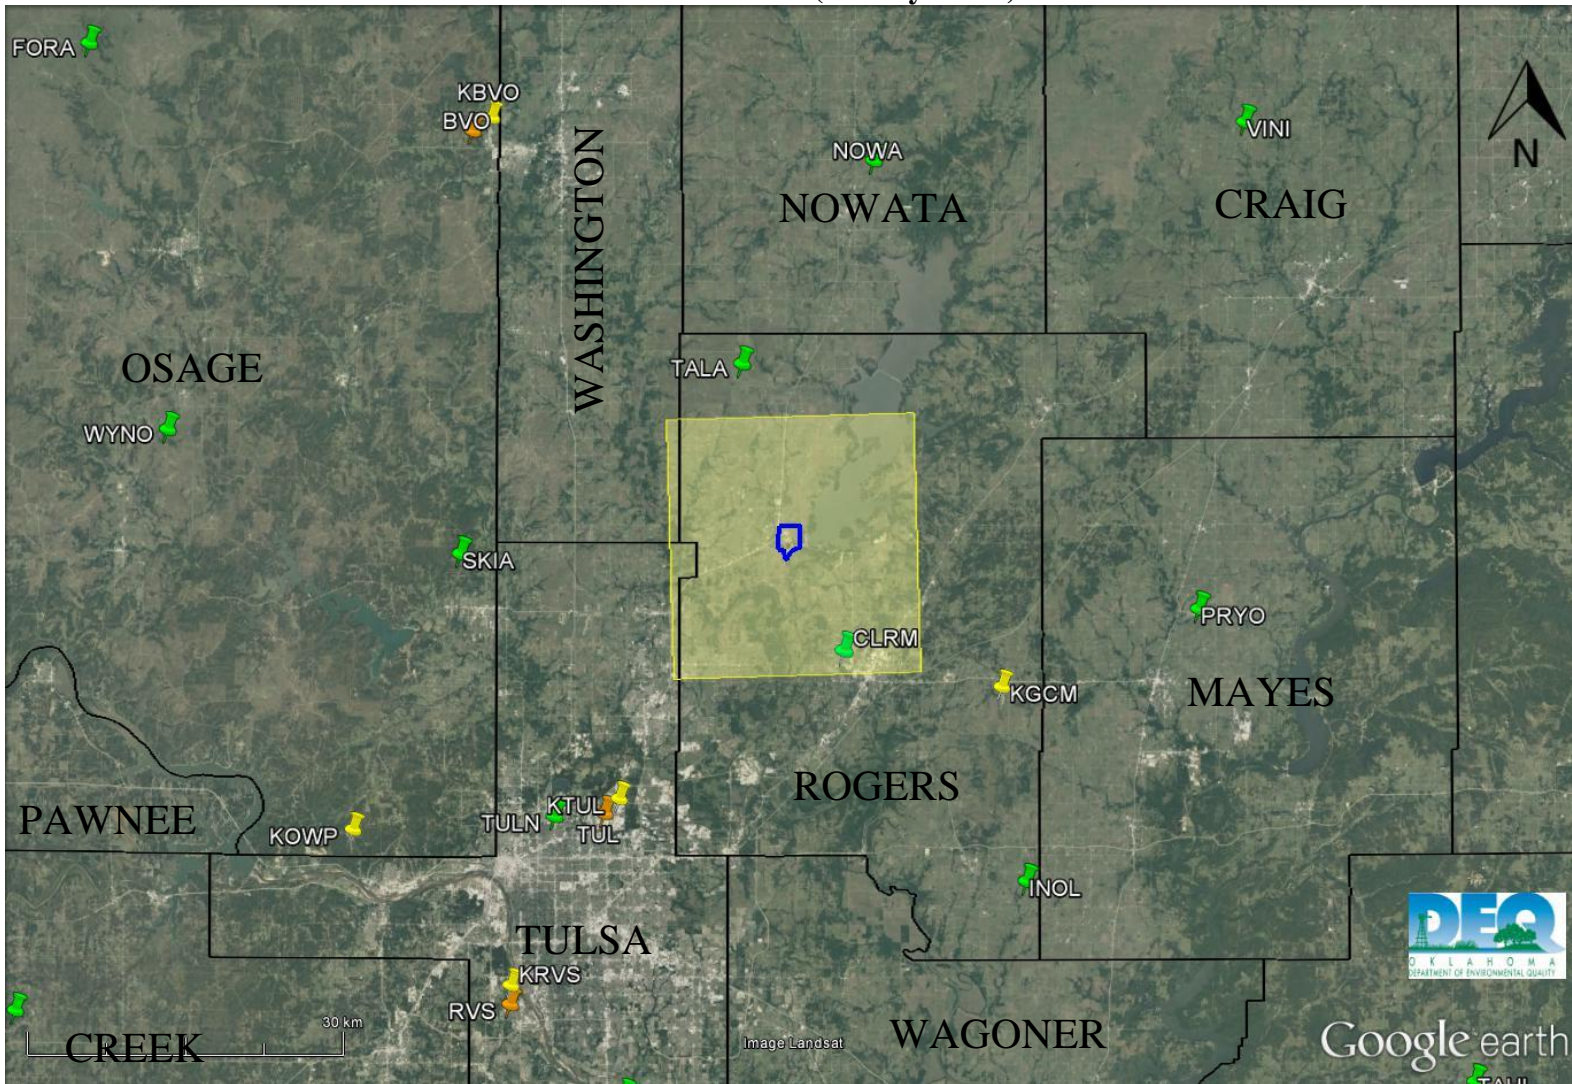 FORA
KBVO
BVO
NOWA
VINI
N
WASHINGTON
NOWATA
CRAIG
OSAGE
TALA
WYNO
SKIA
CLRM
PRYO
KGCM
MAYES
ROGERS
PAWNEE
KOWP
TULN
KTUL
TUL
INOL
DEQ
OKLAHOMA
DEPARTMENT OF ENVIRONMENTAL QUALITY
TULSA
KRVS
RVS
30 km
CREEK
Image Landsat
WAGONER
Google earth